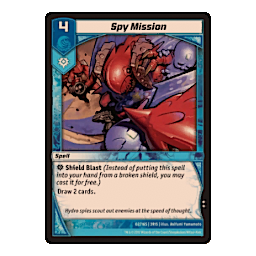 4
Spy Mission
Spell
Shield Blast (Instead of putting this spell
into your hand from a broken shield, you may
cast it for free.)
Draw 2 cards.
Hydro spies scout out enemies at the speed of thought.